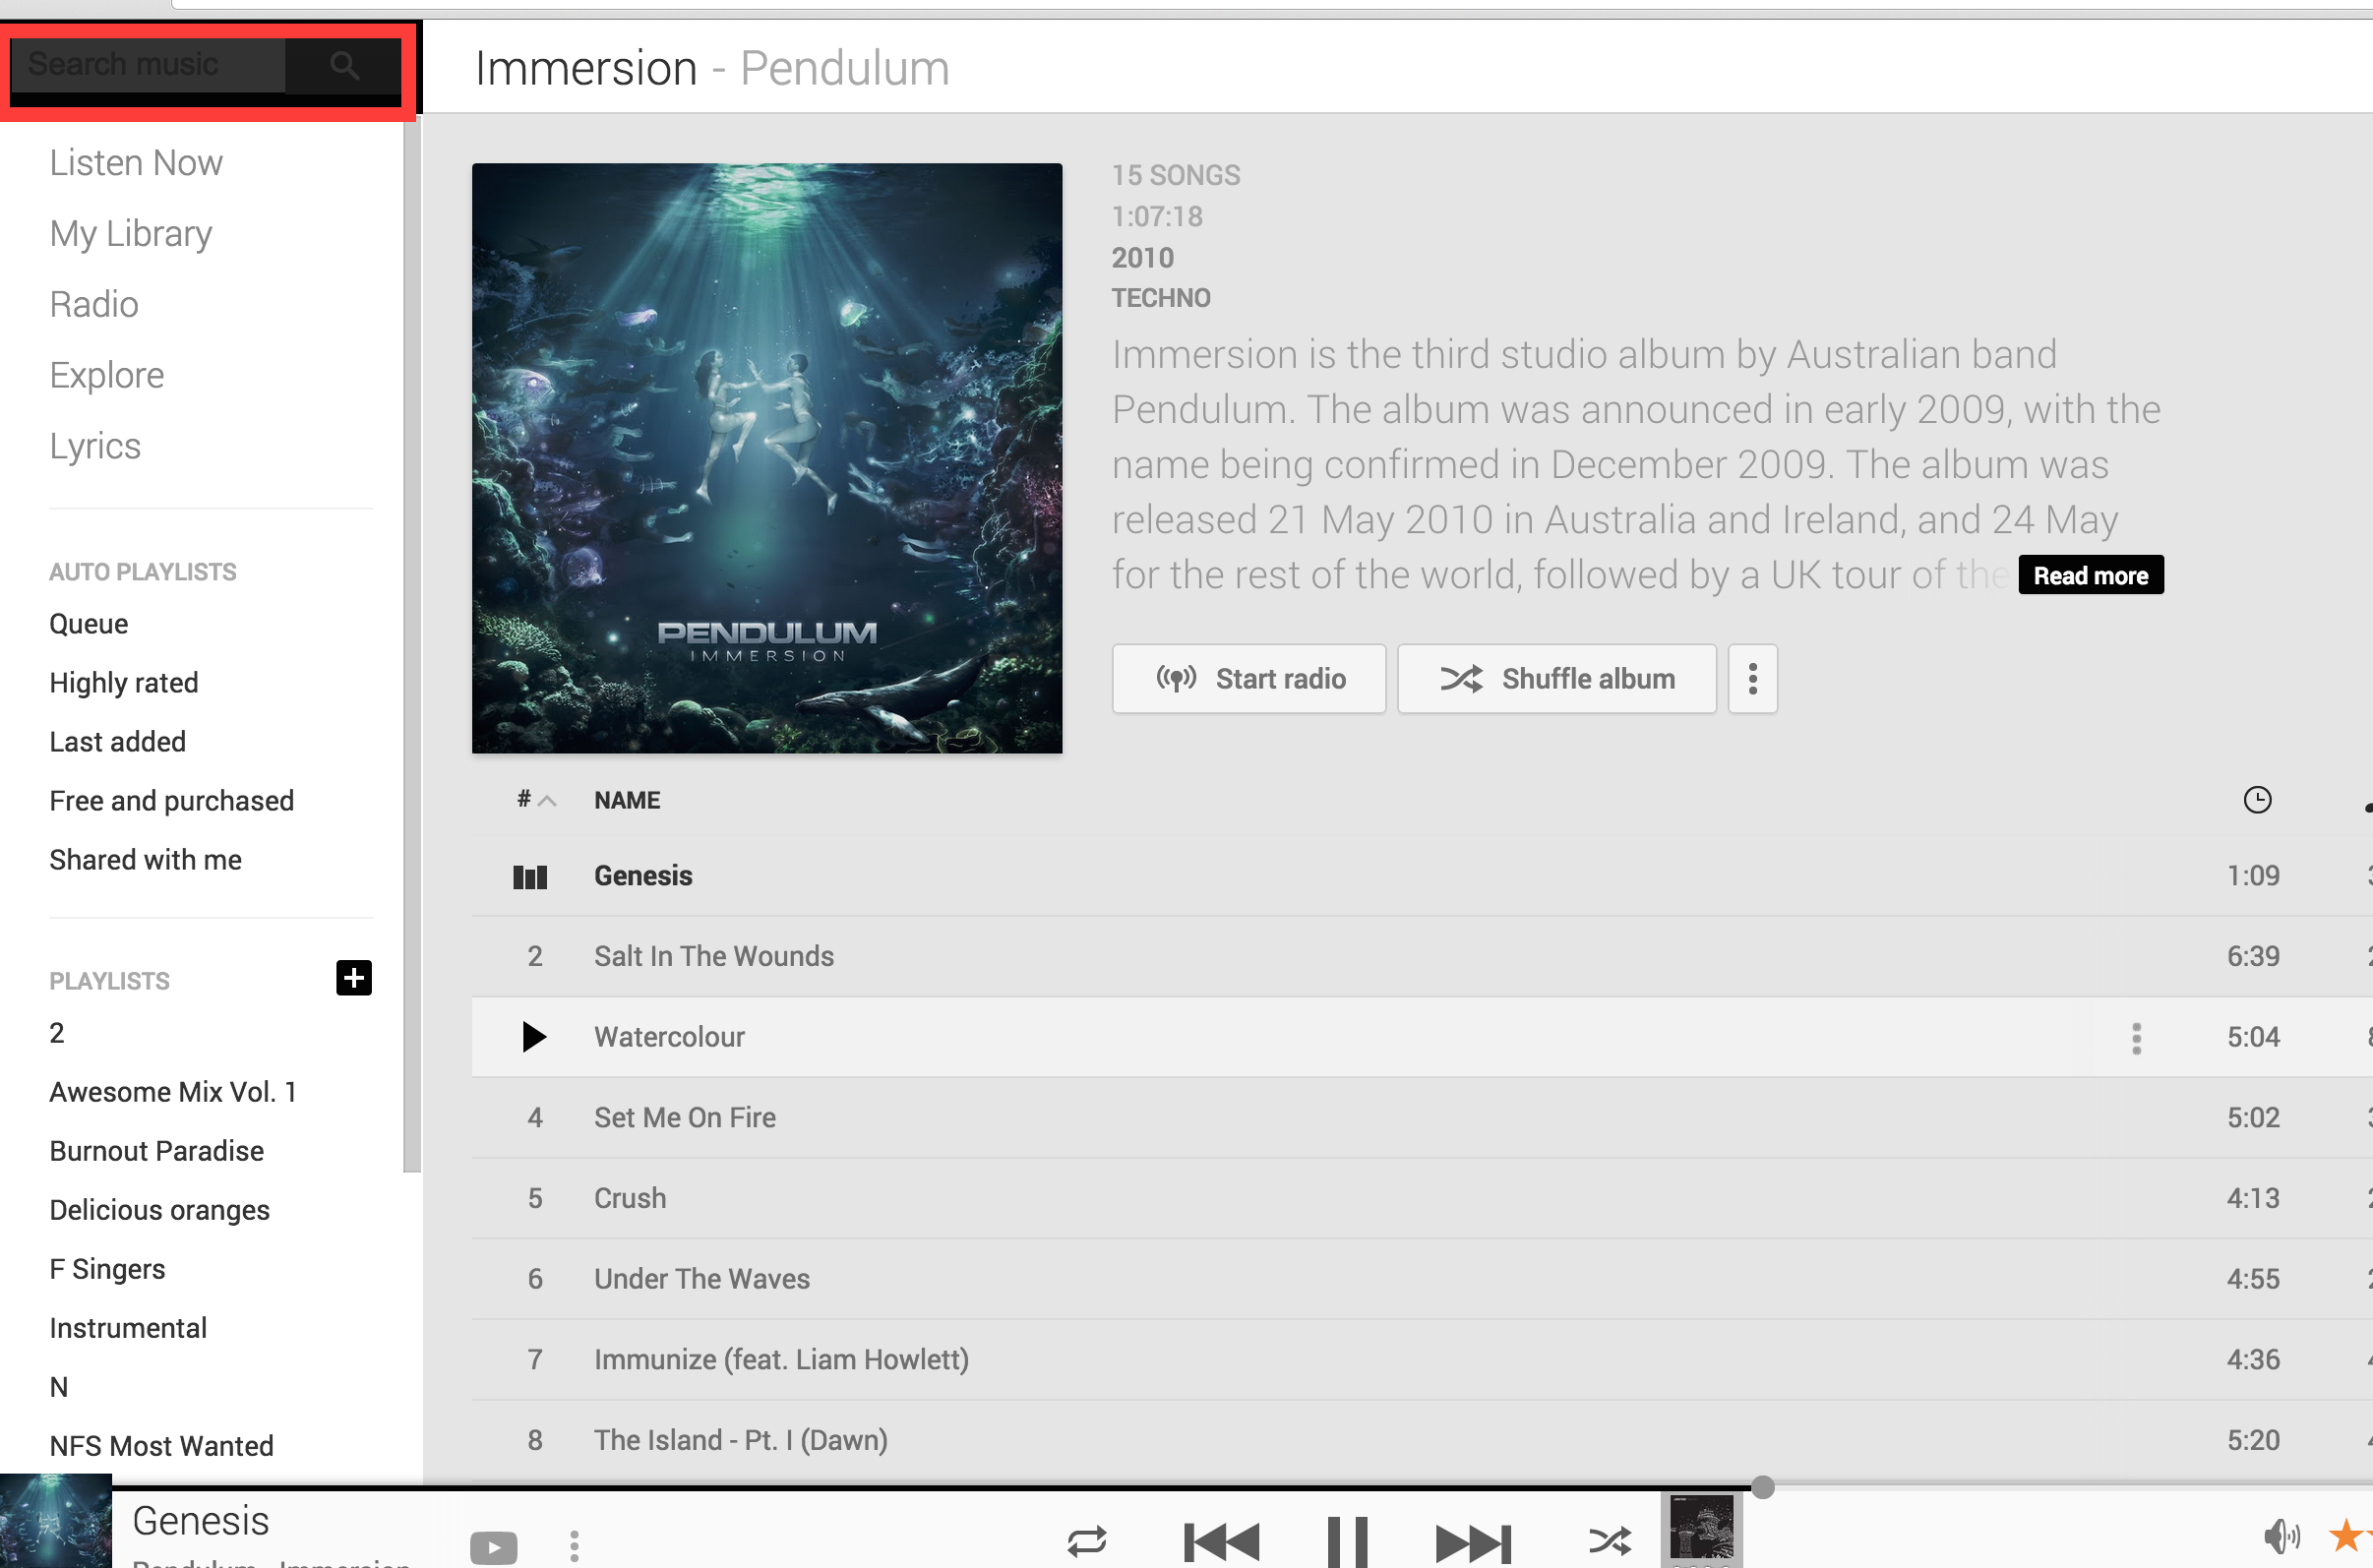 Search music
Immersion - Pendulum
Listen Now
My Library
Radio
Explore
Lyrics
AUTO PLAYLISTS
Queue
Highly rated
Last added
Free and purchased
Shared with me
PLAYLISTS
2
Awesome Mix Vol. 1
Burnout Paradise
Delicious oranges
F Singers
Instrumental
N
NFS Most Wanted
PENDULUM
IMMERSION
15 SONGS
1:07:18
2010
TECHNO
Immersion is the third studio album by Australian band
Pendulum. The album was announced in early 2009, with the
name being confirmed in December 2009. The album was
released 21 May 2010 in Australia and Ireland, and 24 May
for the rest of the world, followed by a UK tour of the Read more
Start radio Shuffle album
# NAME
Genesis 1:09
2 Salt In The Wounds 6:39
Watercolour 5:04
4 Set Me On Fire 5:02
5 Crush 4:13
6 Under The Waves 4:55
7 Immunize (feat. Liam Howlett) 4:36
8 The Island - Pt. I (Dawn) 5:20
Genesis
Pendulum - Immersion